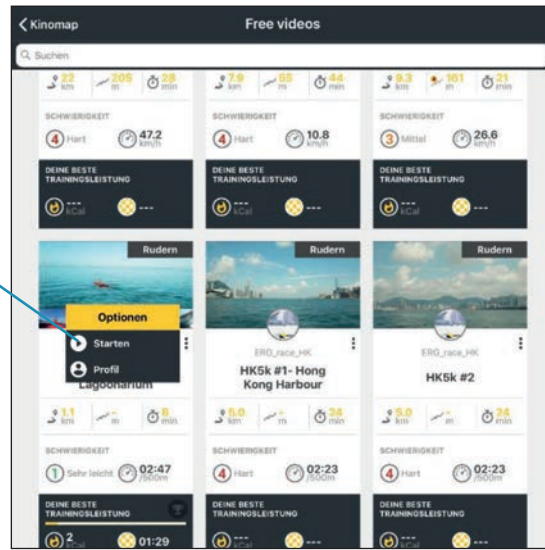 Kinomap
Free videos
Suchen
22 km 205 m 28 min
7.9 km 55 m 44 min
9.3 km 161 m 21 min
SCHWIERIGKEIT
SCHWIERIGKEIT
SCHWIERIGKEIT
4 Hart 47.2 km/h
4 Hart 10.8 km/h
3 Mittel 26.6 km/h
DEINE BESTE
TRAININGSLEISTUNG
DEINE BESTE
TRAININGSLEISTUNG
DEINE BESTE
TRAININGSLEISTUNG
--- kCal ---
--- kCal ---
--- kCal ---
Rudern
Rudern
Rudern
Optionen
Starten
Profil
Lagoonarium
ERG_race_HK
HK5k #1- Hong
Kong Harbour
ERG_race_HK
HK5k #2
1.1 km - m 8 min
5.0 km - m 24 min
5.0 km - m 24 min
SCHWIERIGKEIT
SCHWIERIGKEIT
SCHWIERIGKEIT
1 Sehr leicht 02:47 /500m
4 Hart 02:23 /500m
4 Hart 02:23 /500m
DEINE BESTE
TRAININGSLEISTUNG
DEINE BESTE
TRAININGSLEISTUNG
DEINE BESTE
TRAININGSLEISTUNG
2 01:29
--- ---
--- ---